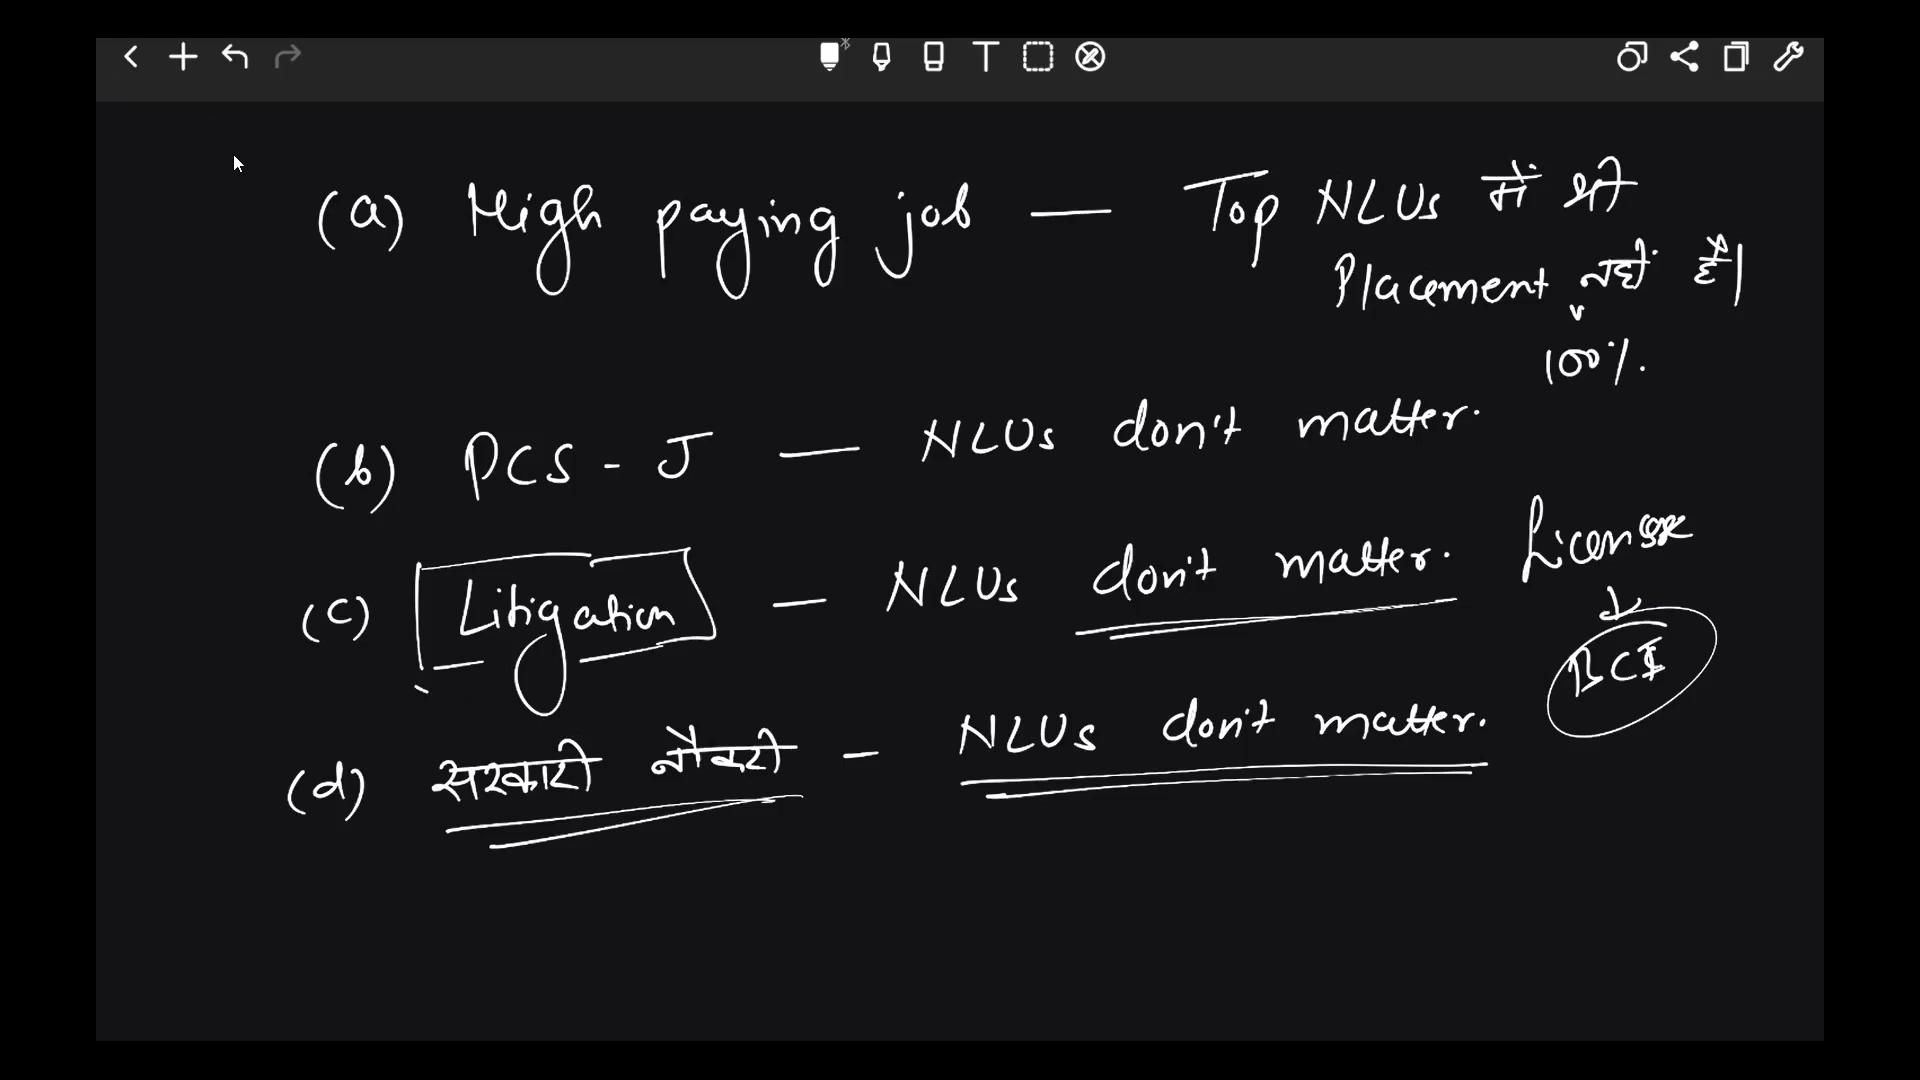 (a) High paying job — Top NLUs में भी
Placement नहीं है।
100%.
(b) PCS - J — NLUs don't matter.
(c) Litigation — NLUs don't matter. License
BCI
(d) सरकारी नौकरी - NLUs don't matter.